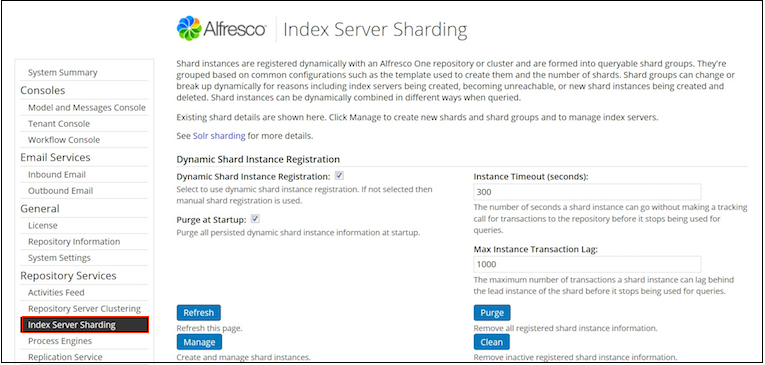 Alfresco | Index Server Sharding
System Summary
Consoles
Model and Messages Console
Tenant Console
Workflow Console
Email Services
Inbound Email
Outbound Email
General
License
Repository Information
System Settings
Repository Services
Activities Feed
Repository Server Clustering
Index Server Sharding
Process Engines
Replication Service
Shard instances are registered dynamically with an Alfresco One repository or cluster and are formed into queryable shard groups. They're
grouped based on common configurations such as the template used to create them and the number of shards. Shard groups can change or
break up dynamically for reasons including index servers being created, becoming unreachable, or new shard instances being created and
deleted. Shard instances can be dynamically combined in different ways when queried.
Existing shard details are shown here. Click Manage to create new shards and shard groups and to manage index servers.
See Solr sharding for more details.
Dynamic Shard Instance Registration
Dynamic Shard Instance Registration:
Select to use dynamic shard instance registration. If not selected then
manual shard registration is used.
Purge at Startup:
Purge all persisted dynamic shard instance information at startup.
Instance Timeout (seconds):
300
The number of seconds a shard instance can go without making a tracking
call for transactions to the repository before it stops being used for
queries.
Max Instance Transaction Lag:
1000
The maximum number of transactions a shard instance can lag behind
the lead instance of the shard before it stops being used for queries.
Refresh
Refresh this page.
Manage
Create and manage shard instances.
Purge
Remove all registered shard instance information.
Clean
Remove inactive registered shard instance information.